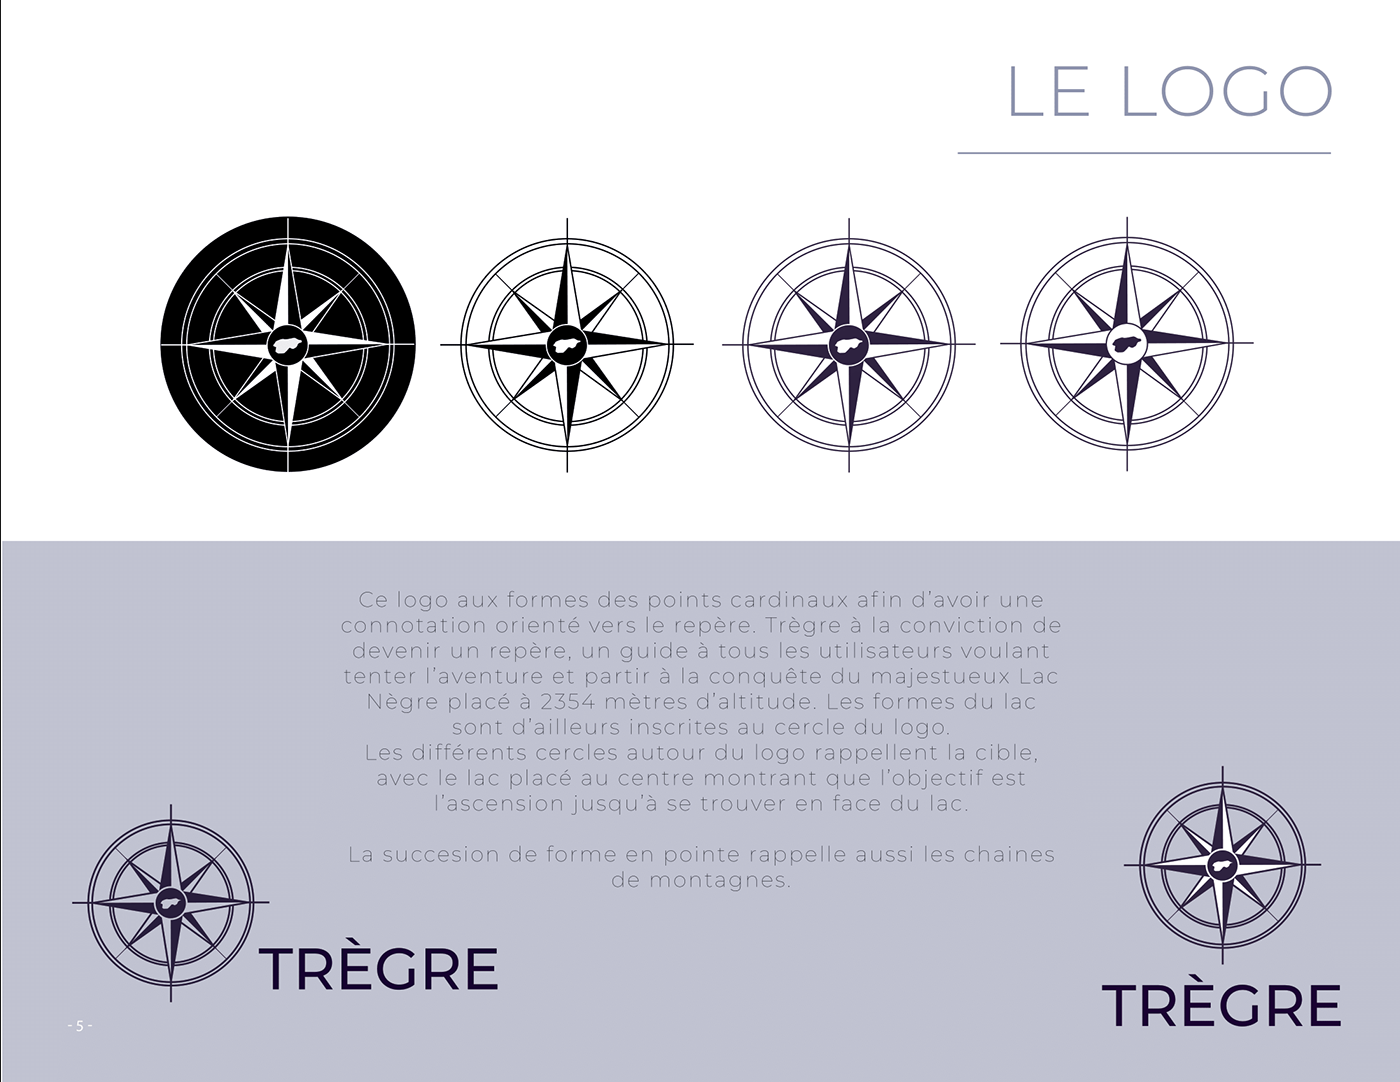 LE LOGO
Ce logo aux formes des points cardinaux afin d'avoir une
connotation orienté vers le repère. Trègre à la conviction de
devenir un repère, un guide à tous les utilisateurs voulant
tenter l'aventure et partir à la conquête du majestueux Lac
Nègre placé à 2354 mètres d'altitude. Les formes du lac
sont d'ailleurs inscrites au cercle du logo.
Les différents cercles autour du logo rappellent la cible,
avec le lac placé au centre montrant que l'objectif est
l'ascension jusqu'à se trouver en face du lac.
La succesion de forme en pointe rappelle aussi les chaines
de montagnes.
TRÈGRE
TRÈGRE
- 5 -